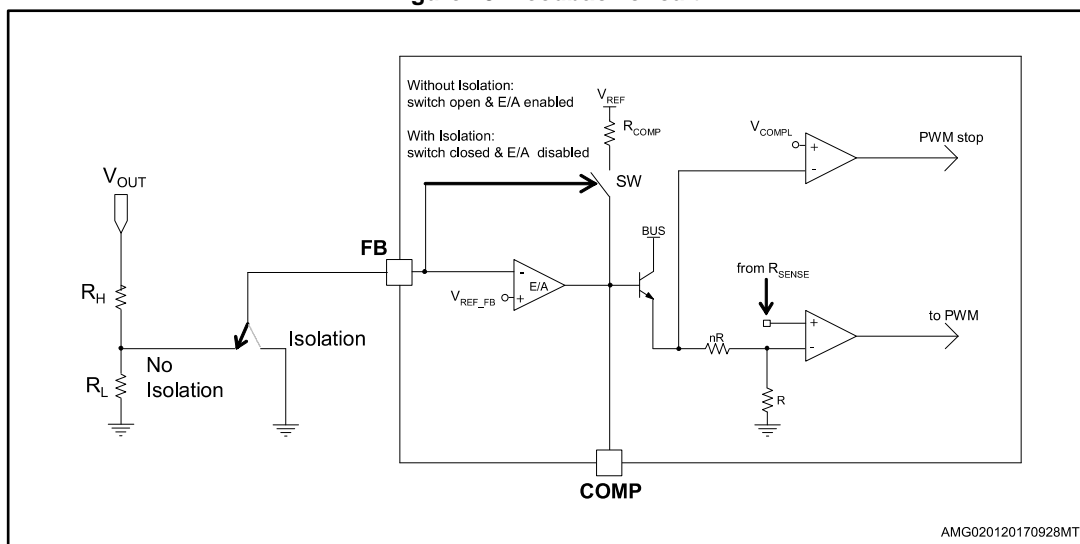 Without Isolation:
switch open & E/A enabled
With Isolation:
switch closed & E/A disabled
VREF
RCOMP
SW
VCOMPL
+
-
PWM stop
VOUT
RH
RL
No
Isolation
Isolation
FB
-
E/A
VREF_FB
+
BUS
from RSENSE
+
-
to PWM
nR
R
COMP
AMG020120170928MT